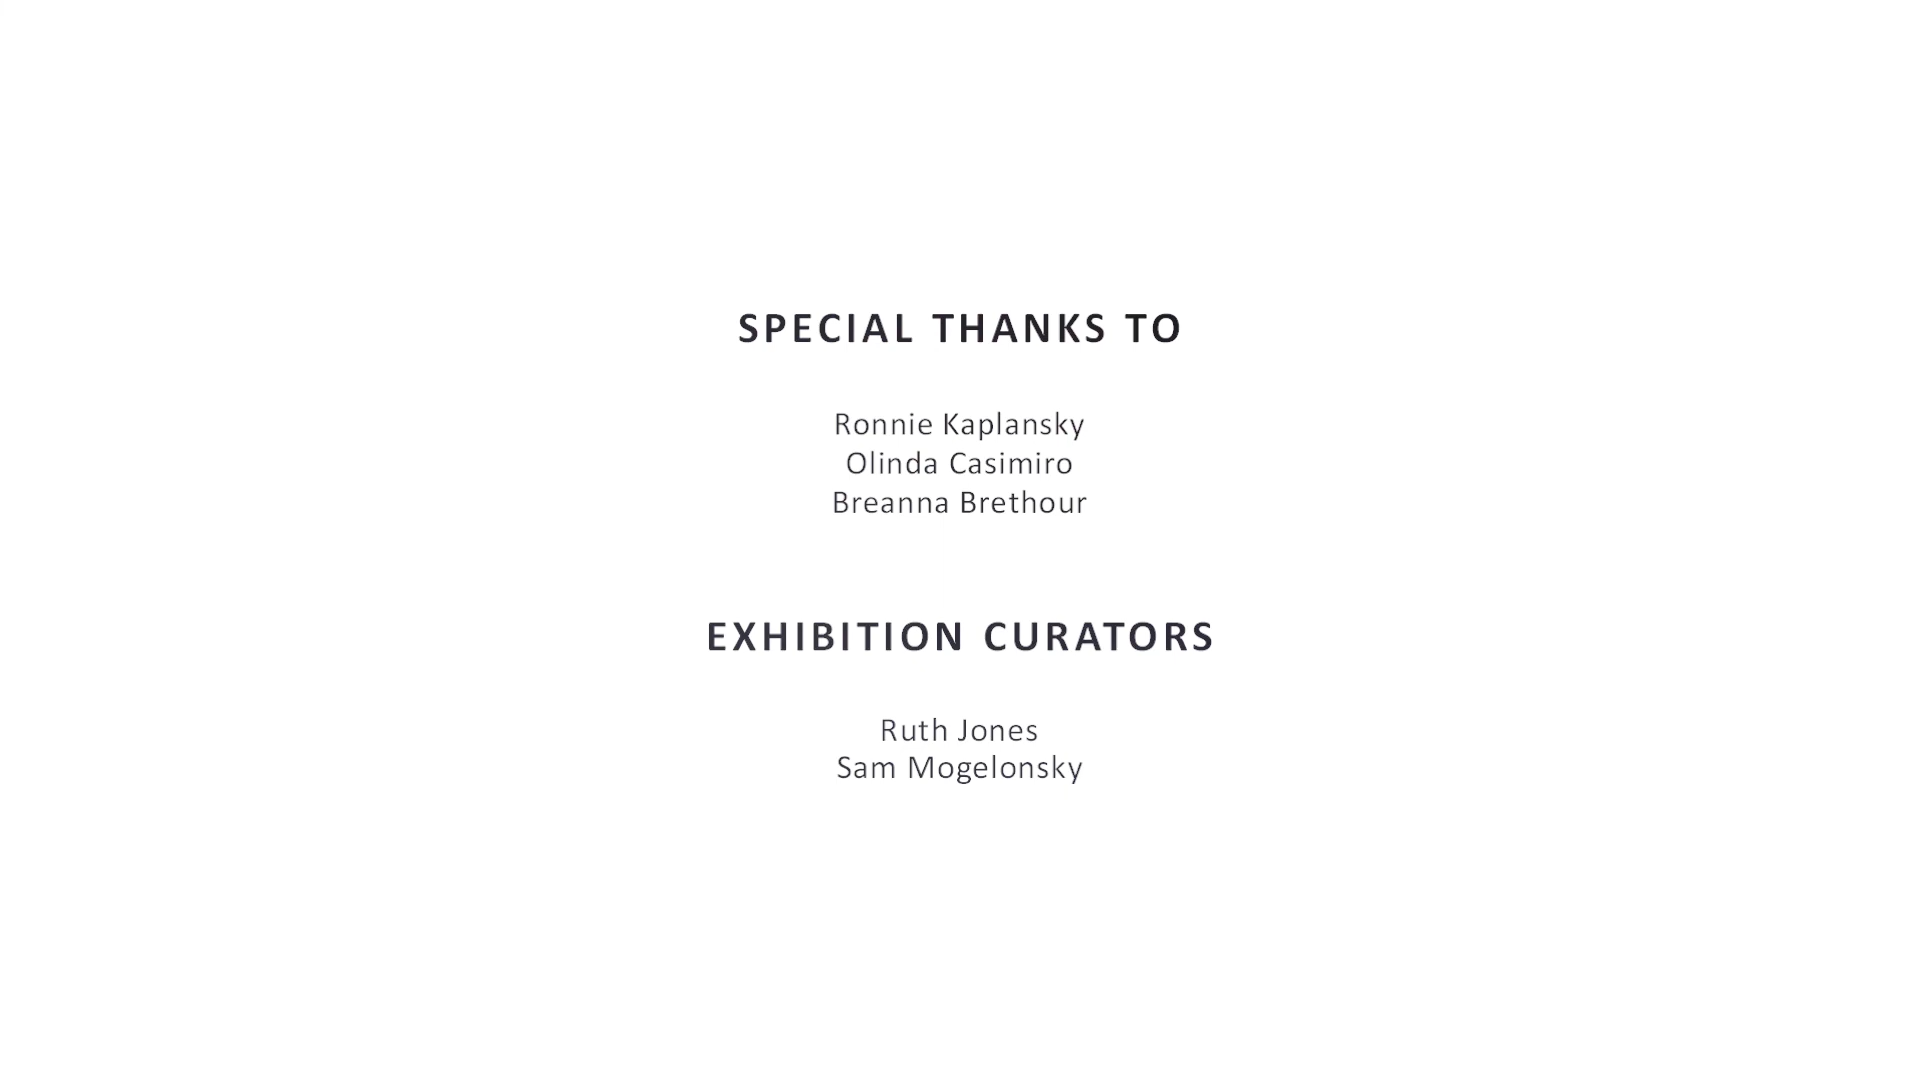 SPECIAL THANKS TO
Ronnie Kaplansky
Olinda Casimiro
Breanna Brethour
EXHIBITION CURATORS
Ruth Jones
Sam Mogelonsky